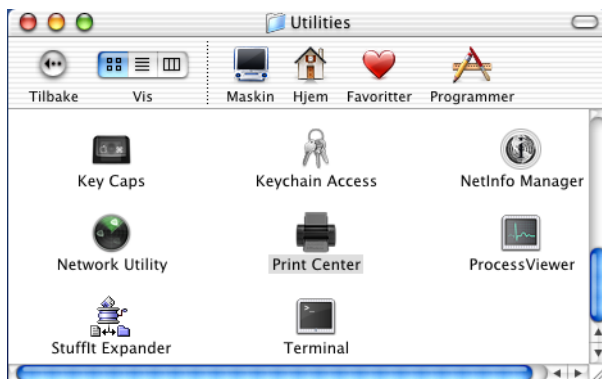 Utilities
Tilbake Vis Maskin Hjem Favoritter Programmer
Key Caps Keychain Access NetInfo Manager
Network Utility Print Center ProcessViewer
StuffIt Expander Terminal